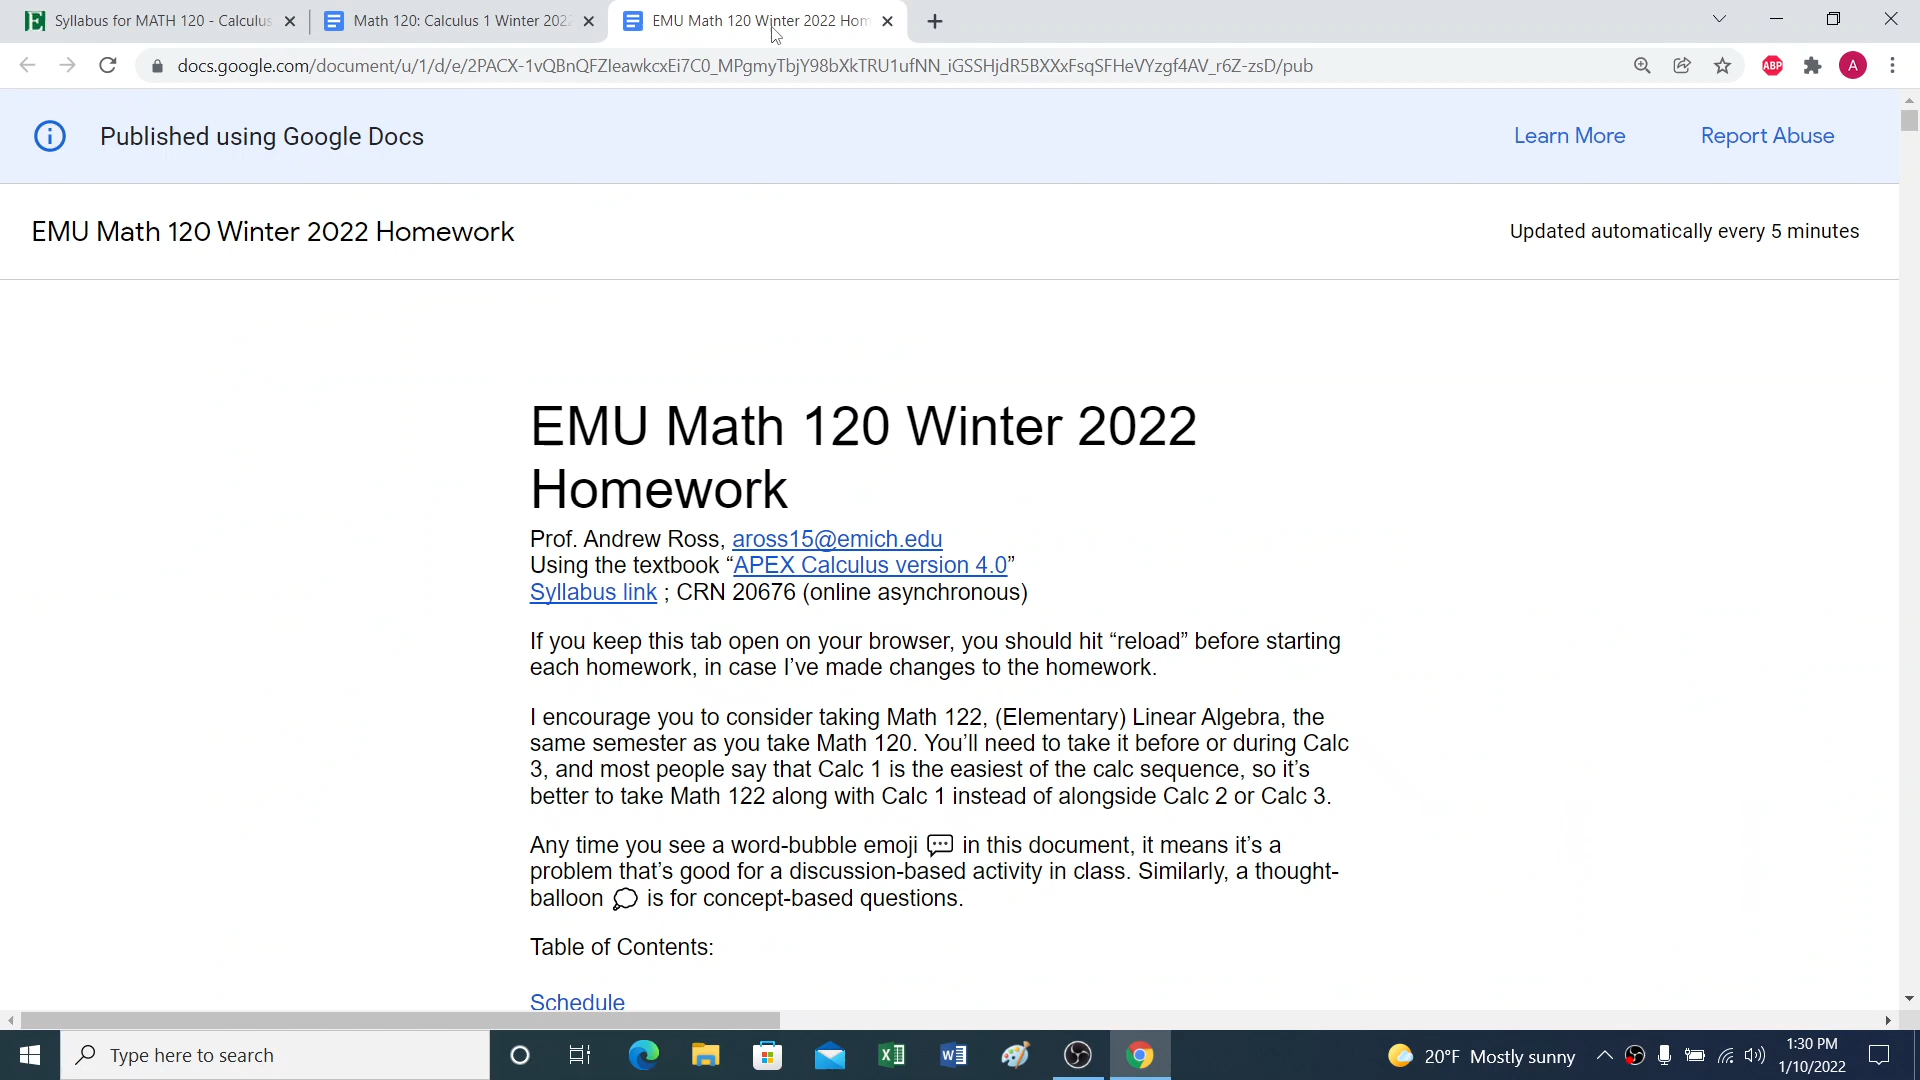 Syllabus for MATH 120 - Calculus
Math 120: Calculus 1 Winter 202
EMU Math 120 Winter 2022 Hom
docs.google.com/document/u/1/d/e/2PACX-1vQBnQFZIeawkcxEi7C0_MPgmyTbjY98bXkTRU1ufNN_iGSSHjdR5BXXxFsqSFHeVYzgf4AV_r6Z-zsD/pub
ABP
A
Published using Google Docs
Learn More
Report Abuse
EMU Math 120 Winter 2022 Homework
Updated automatically every 5 minutes
EMU Math 120 Winter 2022
Homework
Prof. Andrew Ross, aross15@emich.edu
Using the textbook “APEX Calculus version 4.0”
Syllabus link ; CRN 20676 (online asynchronous)
If you keep this tab open on your browser, you should hit “reload” before starting
each homework, in case I’ve made changes to the homework.
I encourage you to consider taking Math 122, (Elementary) Linear Algebra, the
same semester as you take Math 120. You’ll need to take it before or during Calc
3, and most people say that Calc 1 is the easiest of the calc sequence, so it’s
better to take Math 122 along with Calc 1 instead of alongside Calc 2 or Calc 3.
Any time you see a word-bubble emoji 💬 in this document, it means it’s a
problem that’s good for a discussion-based activity in class. Similarly, a thought-
balloon 💭 is for concept-based questions.
Table of Contents:
Schedule
Type here to search
20°F Mostly sunny
1:30 PM
1/10/2022